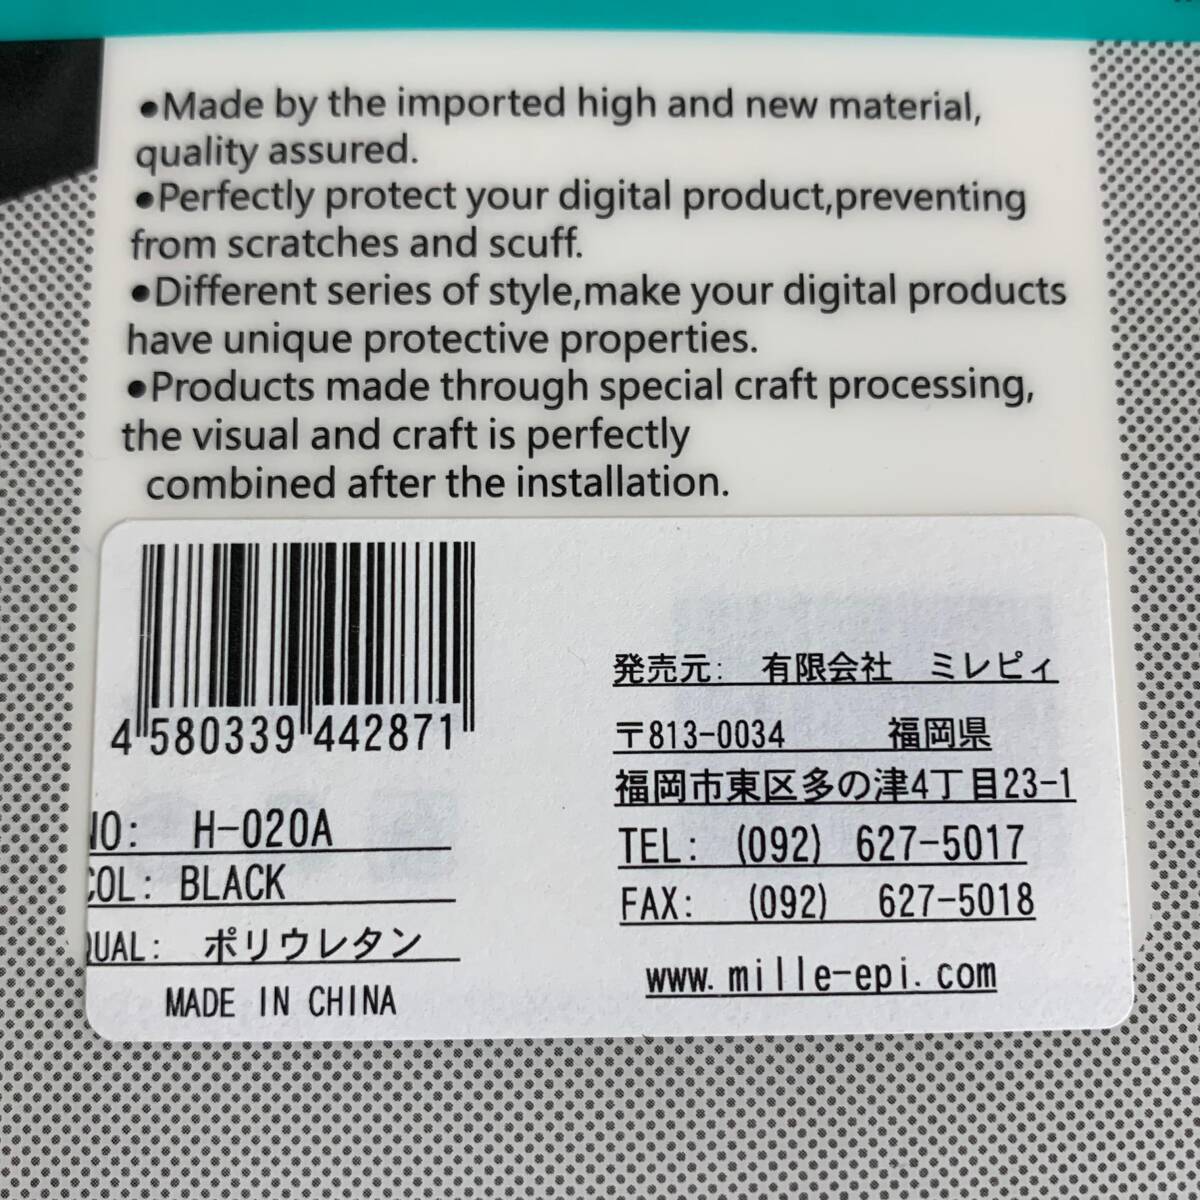 ●Made by the imported high and new material,
quality assured.
●Perfectly protect your digital product,preventing
from scratches and scuff.
●Different series of style,make your digital products
have unique protective properties.
●Products made through special craft processing,
the visual and craft is perfectly
combined after the installation.
4 580339 442871
NO: H-020A
COL: BLACK
QUAL: ポリウレタン
MADE IN CHINA
発売元: 有限会社 ミレピィ
〒813-0034 福岡県
福岡市東区多の津4丁目23-1
TEL: (092) 627-5017
FAX: (092) 627-5018
www.mille-epi.com